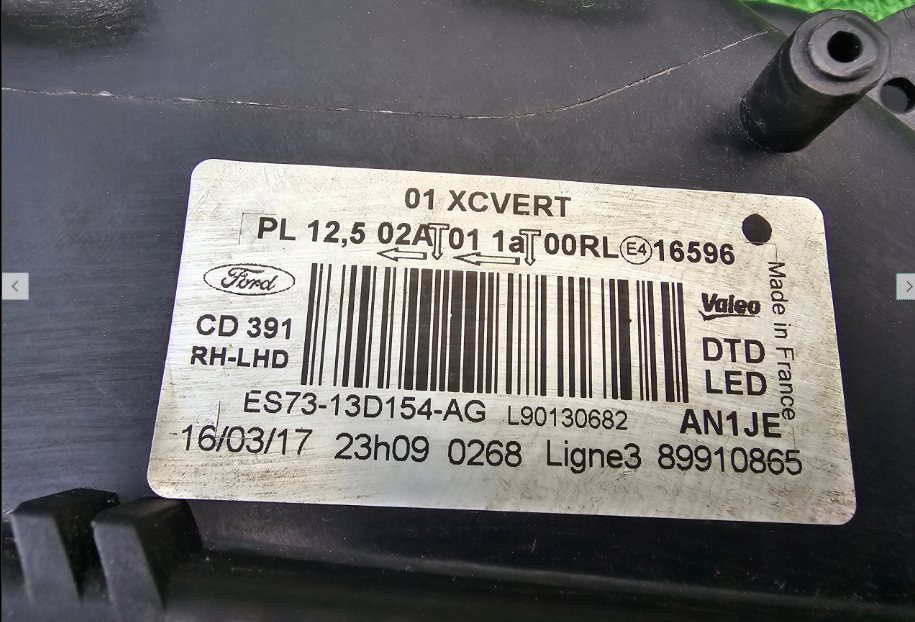 01 XCVERT
PL 12,5 02A 01 1a 00RL E4 16596
Ford
Valeo
Made in France
CD 391
RH-LHD
DTD
LED
ES73-13D154-AG L90130682
AN1JE
16/03/17 23h09 0268 Ligne3 89910865